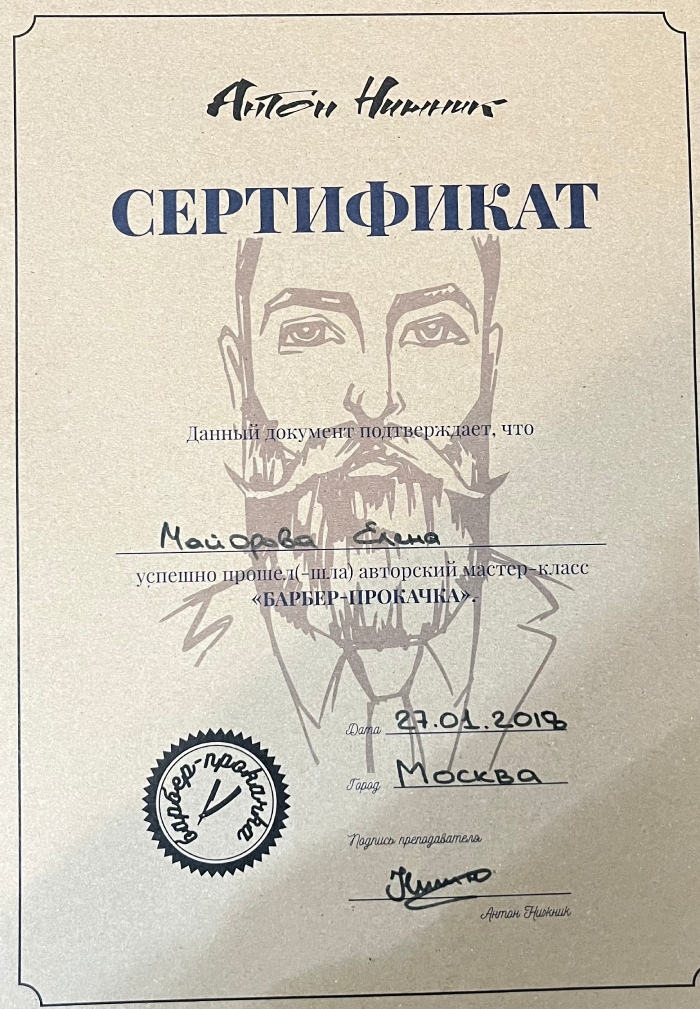 Антон Нижник
СЕРТИФИКАТ
Данный документ подтверждает, что
Майорова Елена
успешно прошел(-шла) авторский мастер-класс
«БАРБЕР-ПРОКАЧКА».
Дата 27.01.2018
Город Москва
барбер-прокачка
Подпись преподавателя
Антон Нижник